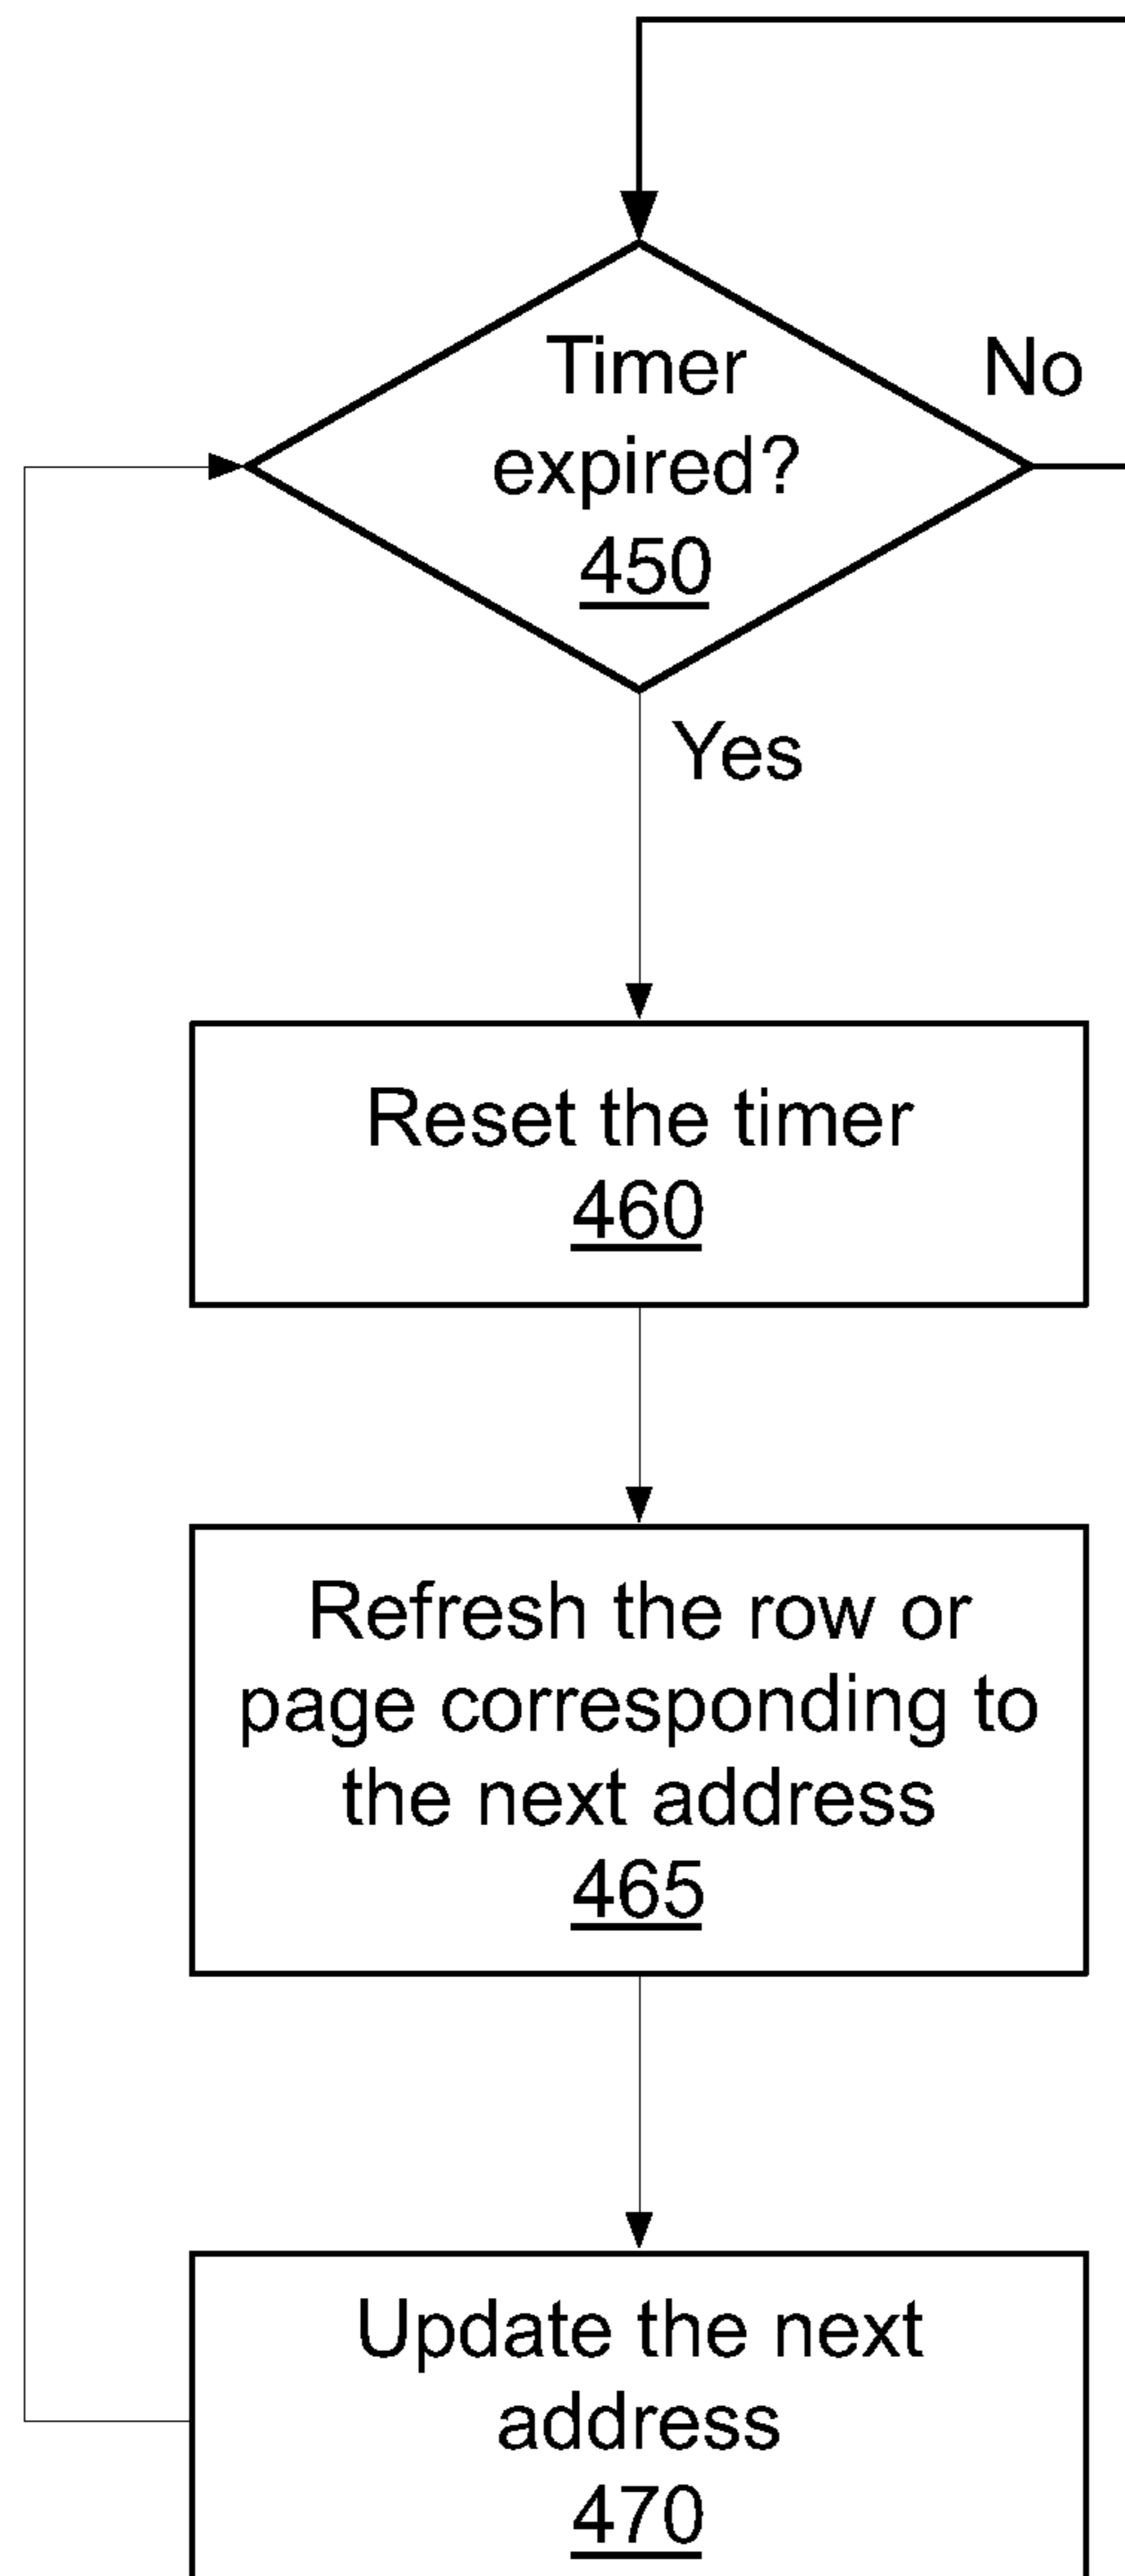 Timer
expired?
450
No
Yes
Reset the timer
460
Refresh the row or
page corresponding to
the next address
465
Update the next
address
470